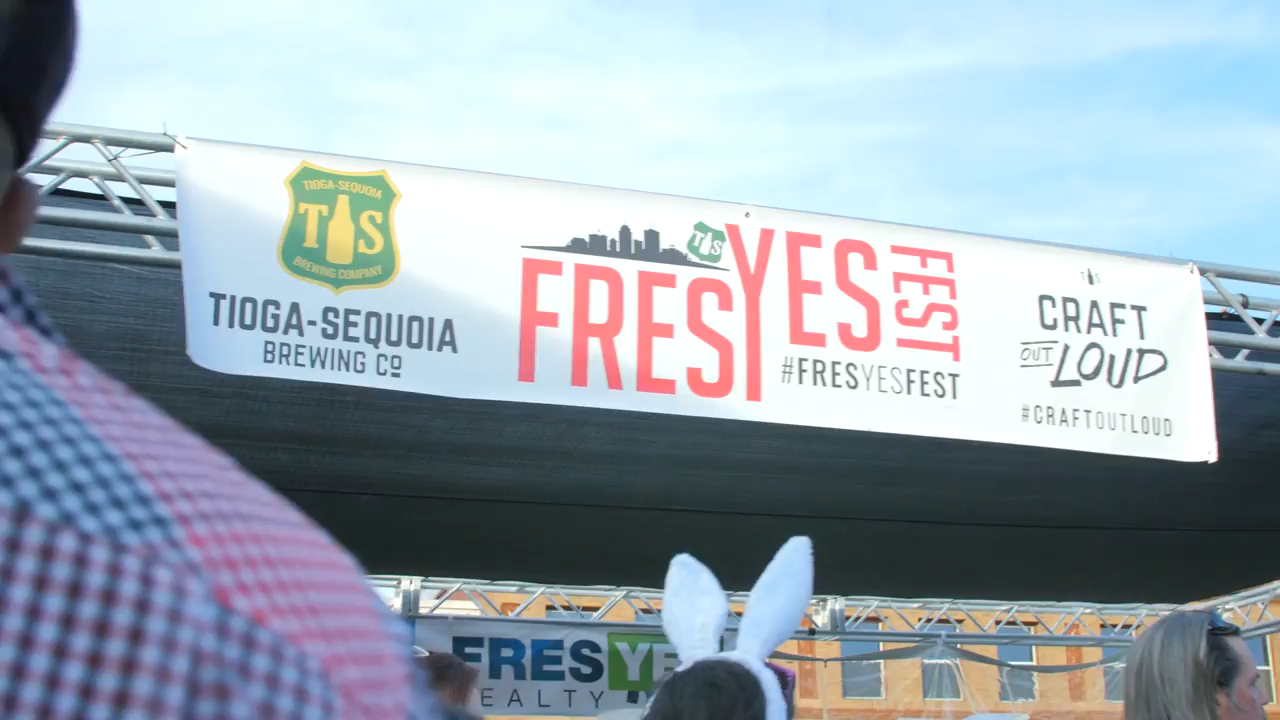 TIOGA-SEQUOIA
TS
BREWING COMPANY
TIOGA-SEQUOIA
BREWING CO
TS
FRESYES FEST
#FRESYESFEST
TS
CRAFT
OUT LOUD
#CRAFTOUTLOUD
FRESYE
EALTY